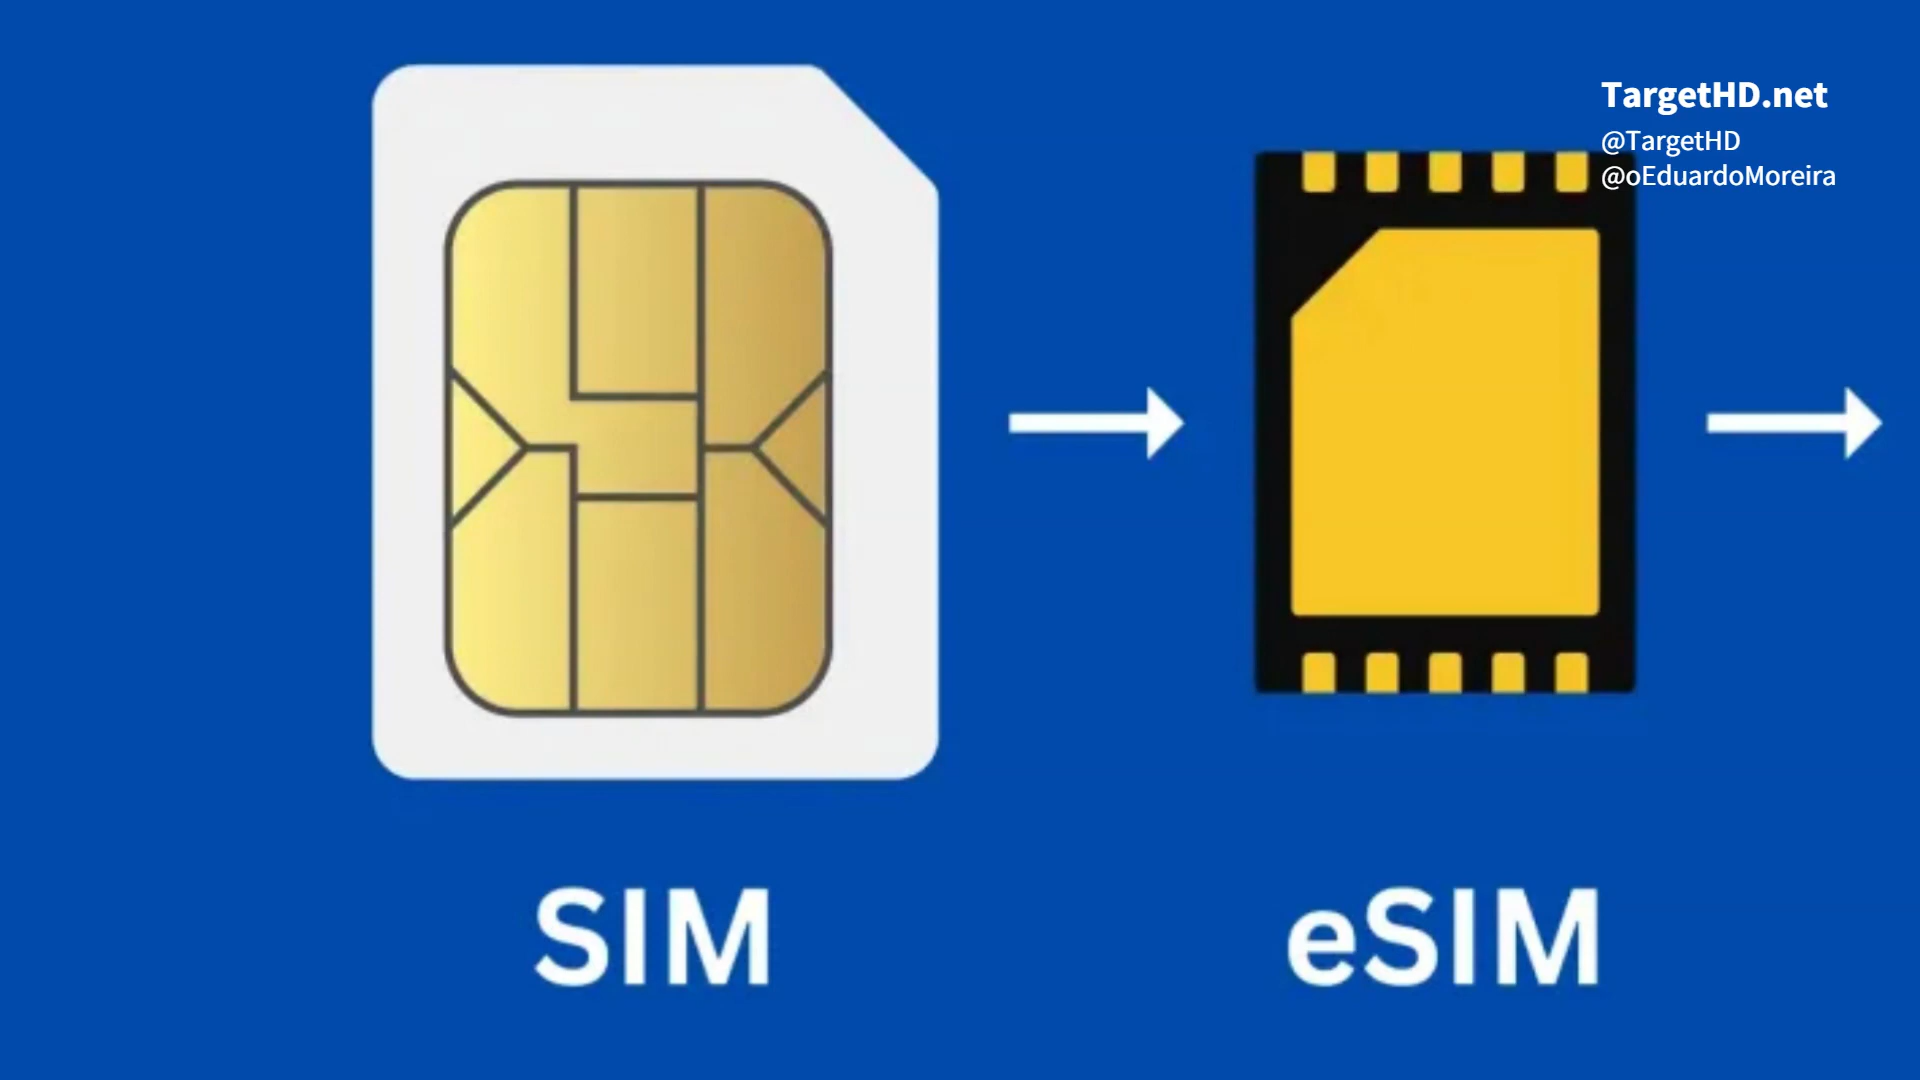 TargetHD.net
@TargetHD
@oEduardoMoreira
SIM
eSIM